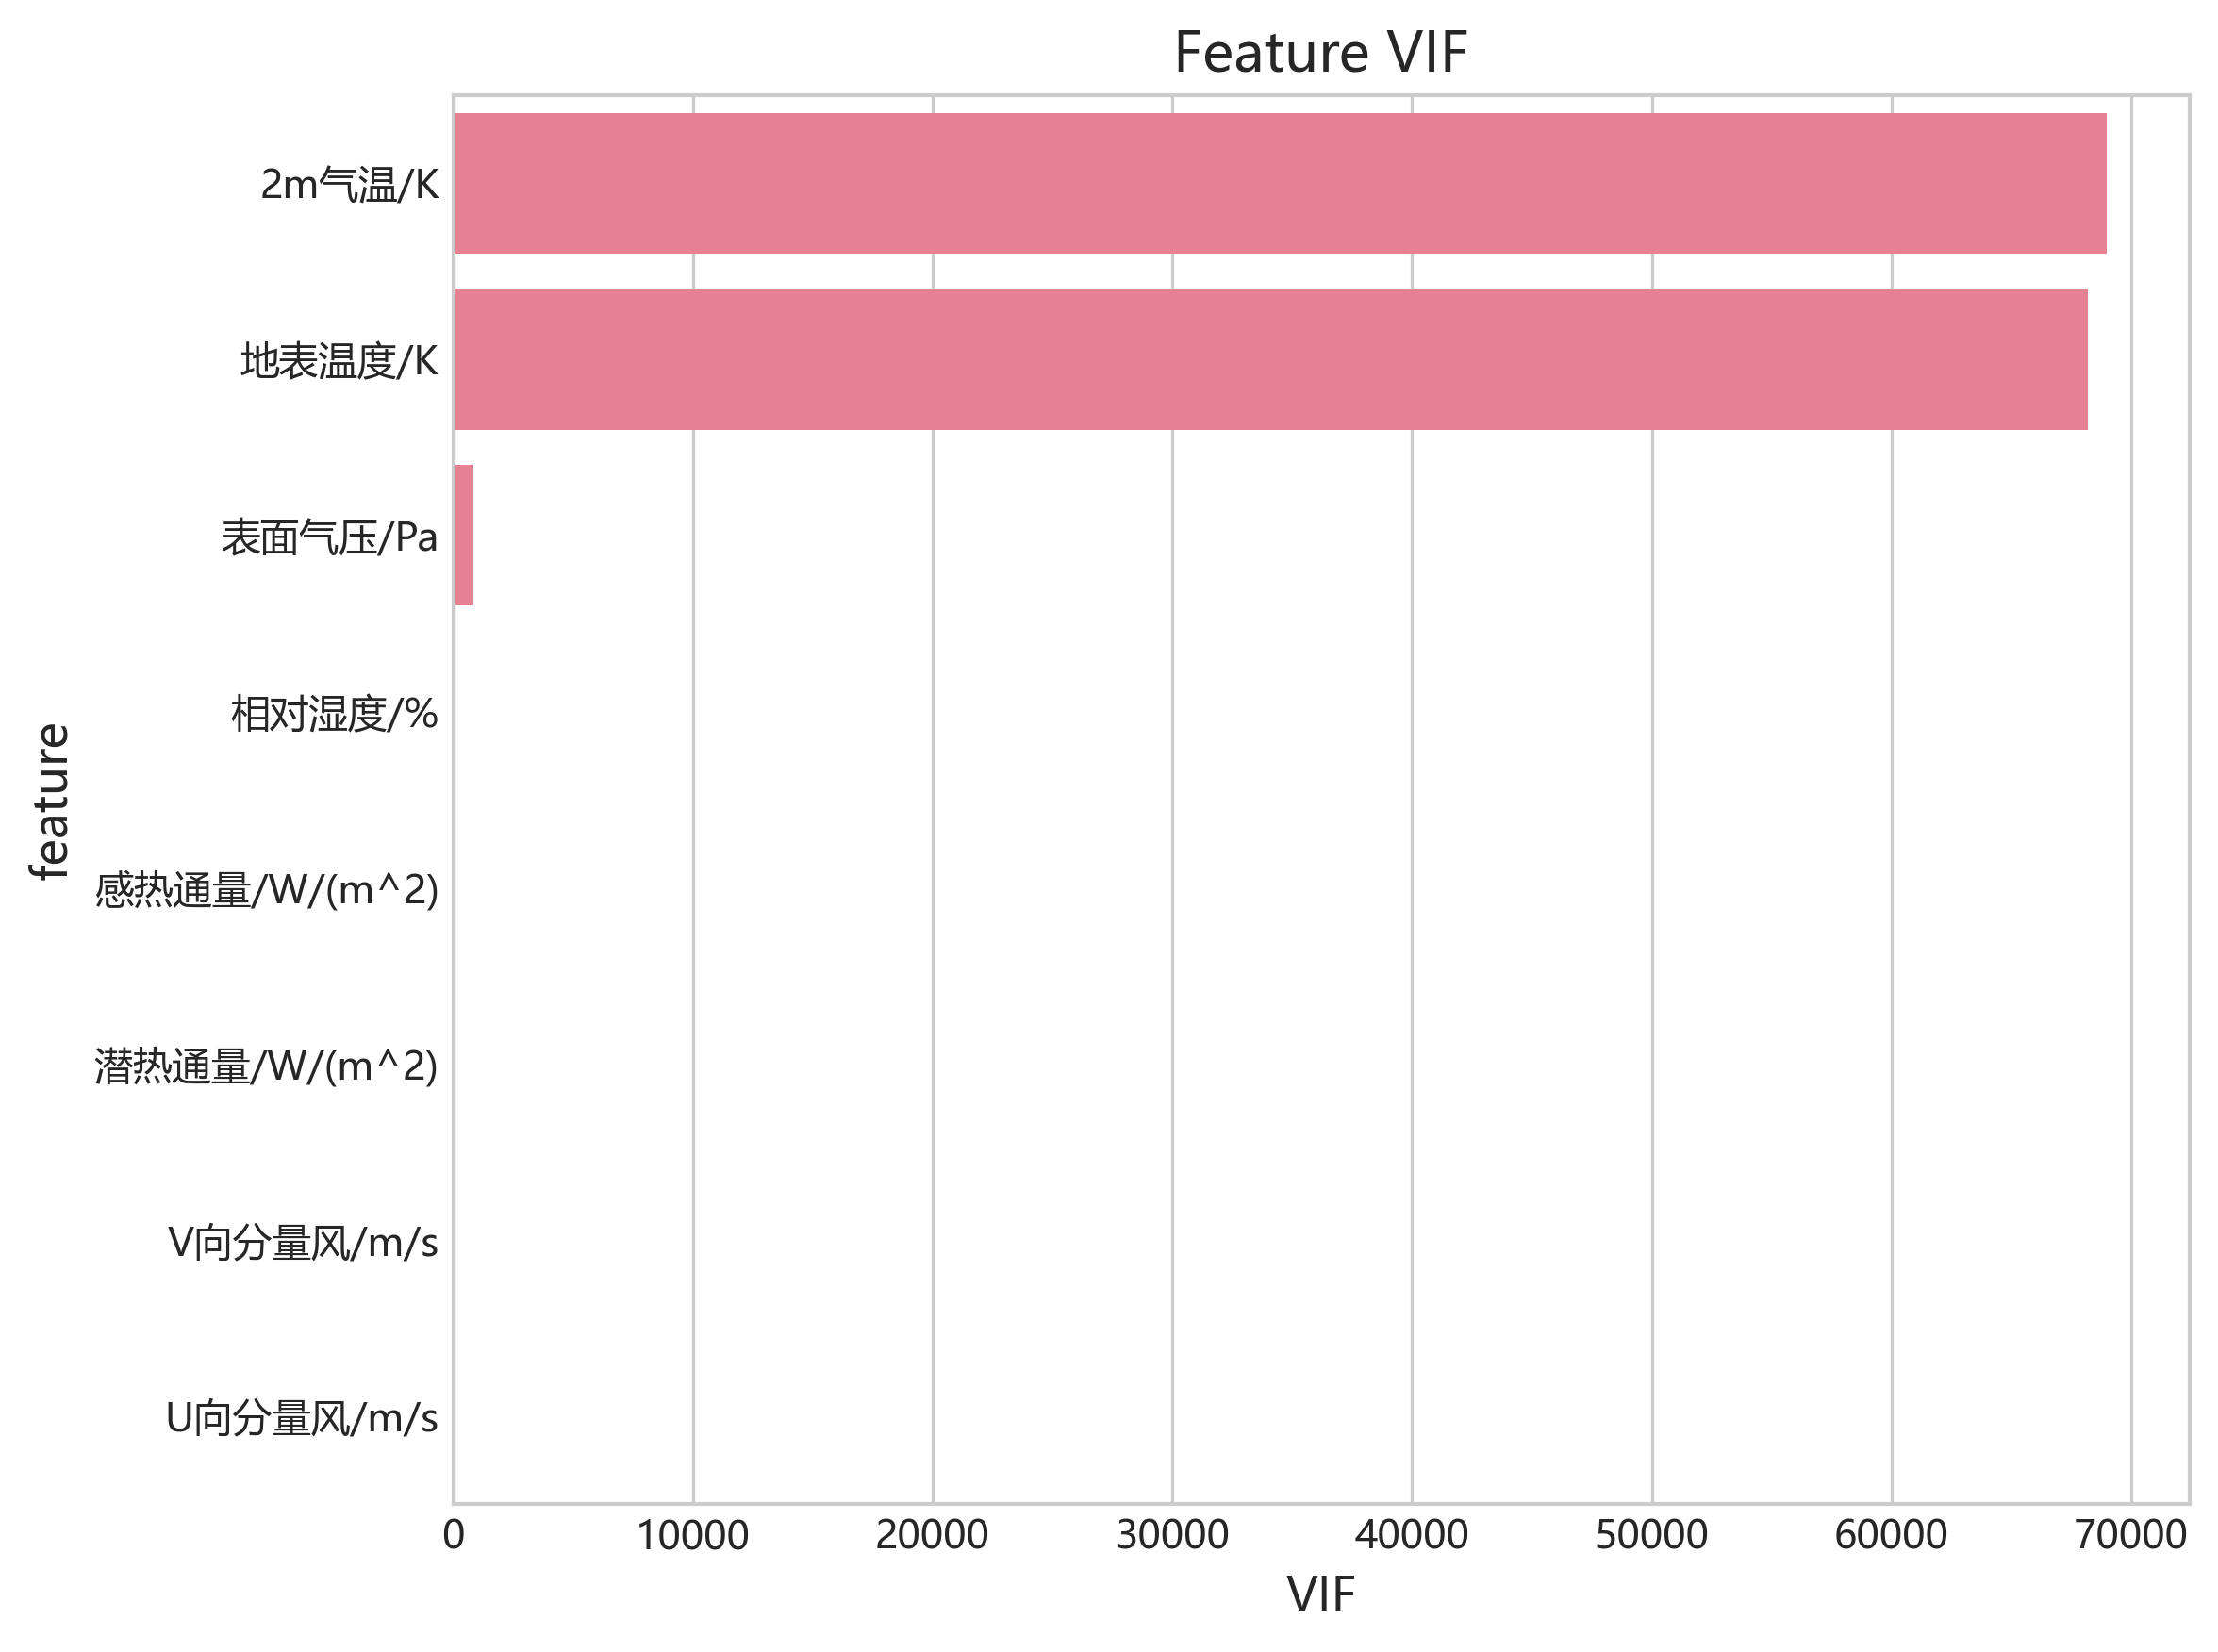 Feature VIF
2m气温/K
地表温度/K
表面气压/Pa
相对湿度/%
感热通量/W/(m^2)
潜热通量/W/(m^2)
V向分量风/m/s
U向分量风/m/s
feature
0 10000 20000 30000 40000 50000 60000 70000
VIF